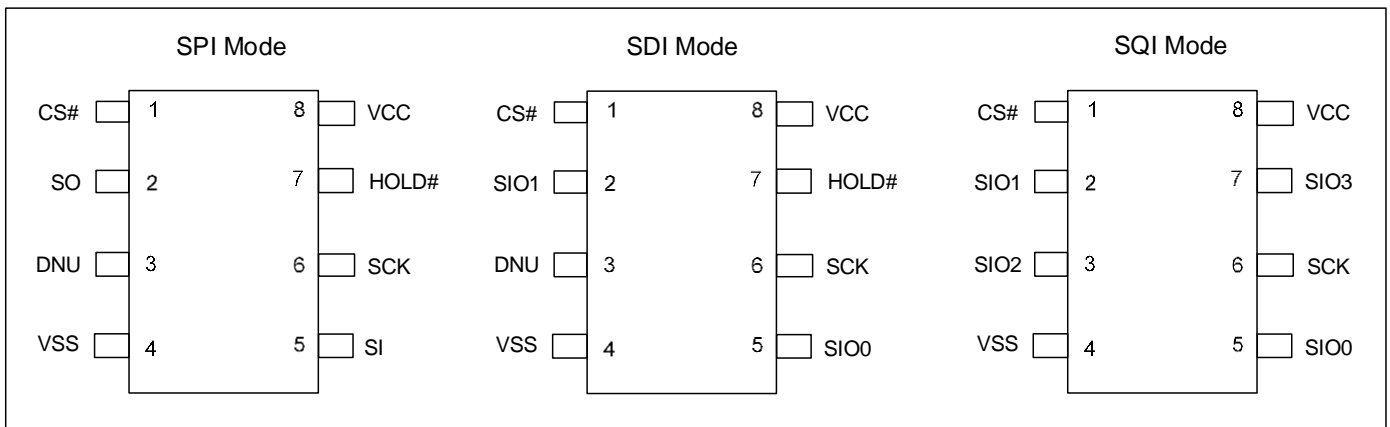 SPI Mode
CS# 1 8 VCC
SO 2 7 HOLD#
DNU 3 6 SCK
VSS 4 5 SI
SDI Mode
CS# 1 8 VCC
SIO1 2 7 HOLD#
DNU 3 6 SCK
VSS 4 5 SIO0
SQI Mode
CS# 1 8 VCC
SIO1 2 7 SIO3
SIO2 3 6 SCK
VSS 4 5 SIO0